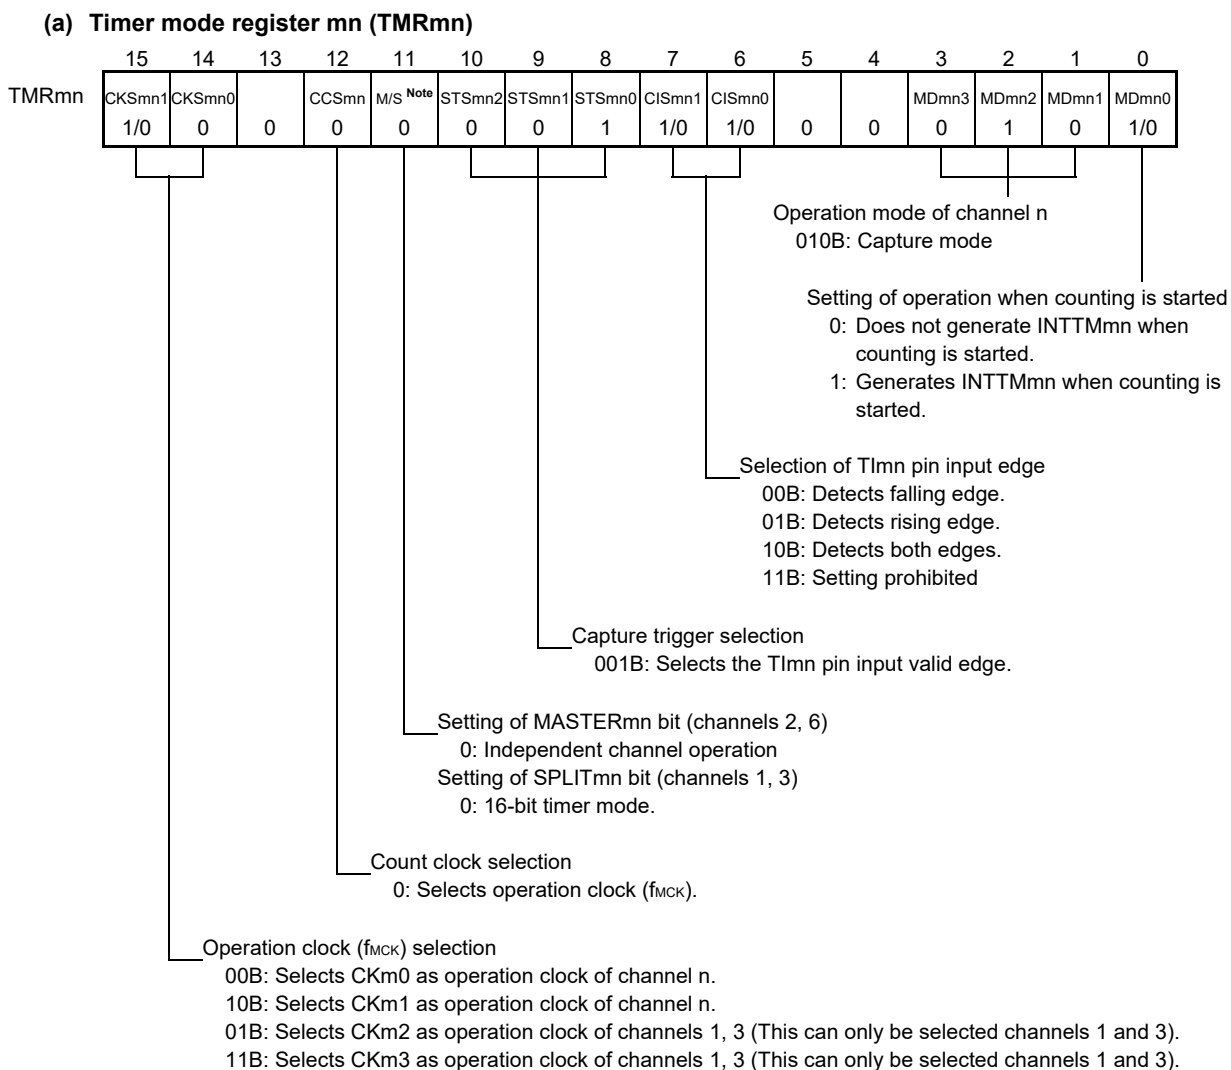 (a) Timer mode register mn (TMRmn)
15 14 13 12 11 10 9 8 7 6 5 4 3 2 1 0
TMRmn CKSmn1 CKSmn0 CCSmn M/S Note STSmn2 STSmn1 STSmn0 CISmn1 CISmn0 MDmn3 MDmn2 MDmn1 MDmn0
1/0 0 0 0 0 0 0 1 1/0 1/0 0 0 0 1 0 1/0
Operation mode of channel n
010B: Capture mode
Setting of operation when counting is started
0: Does not generate INTTMmn when
counting is started.
1: Generates INTTMmn when counting is
started.
Selection of TImn pin input edge
00B: Detects falling edge.
01B: Detects rising edge.
10B: Detects both edges.
11B: Setting prohibited
Capture trigger selection
001B: Selects the TImn pin input valid edge.
Setting of MASTERmn bit (channels 2, 6)
0: Independent channel operation
Setting of SPLITmn bit (channels 1, 3)
0: 16-bit timer mode.
Count clock selection
0: Selects operation clock (fMCK).
Operation clock (fMCK) selection
00B: Selects CKm0 as operation clock of channel n.
10B: Selects CKm1 as operation clock of channel n.
01B: Selects CKm2 as operation clock of channels 1, 3 (This can only be selected channels 1 and 3).
11B: Selects CKm3 as operation clock of channels 1, 3 (This can only be selected channels 1 and 3).